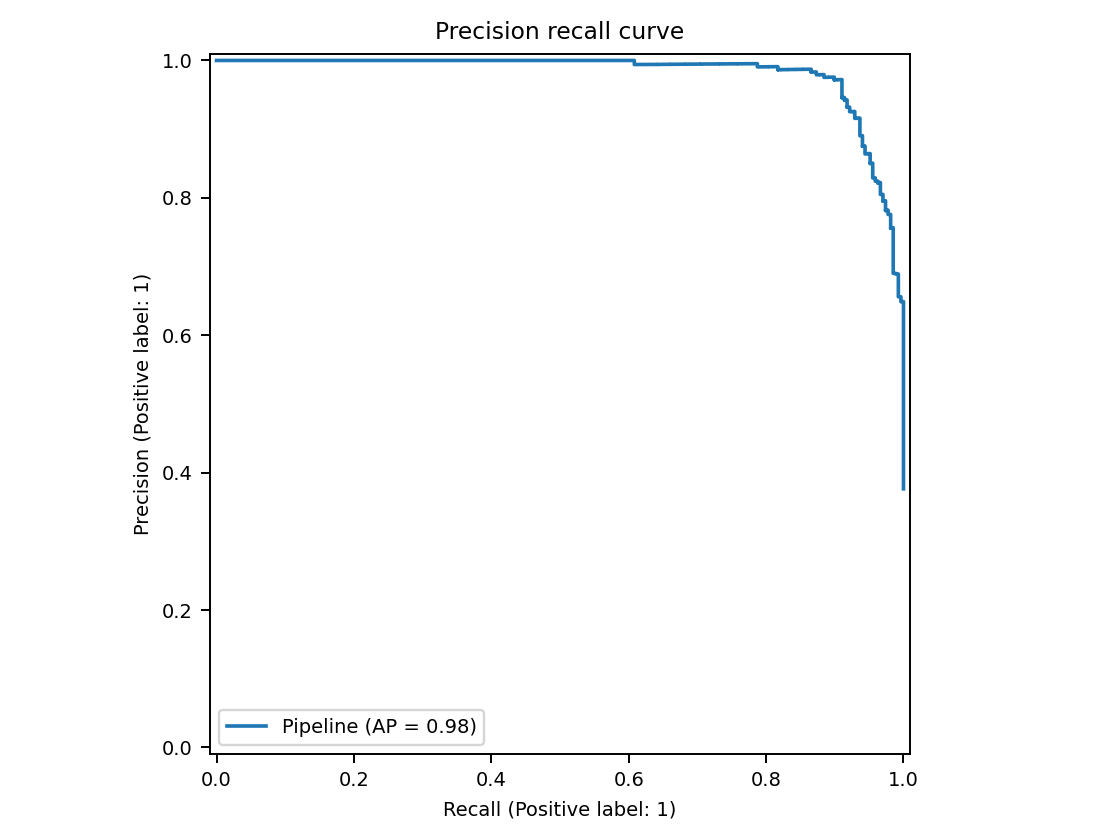 Precision recall curve
Precision (Positive label: 1)
1.0
0.8
0.6
0.4
0.2
0.0
Pipeline (AP = 0.98)
0.0 0.2 0.4 0.6 0.8 1.0
Recall (Positive label: 1)